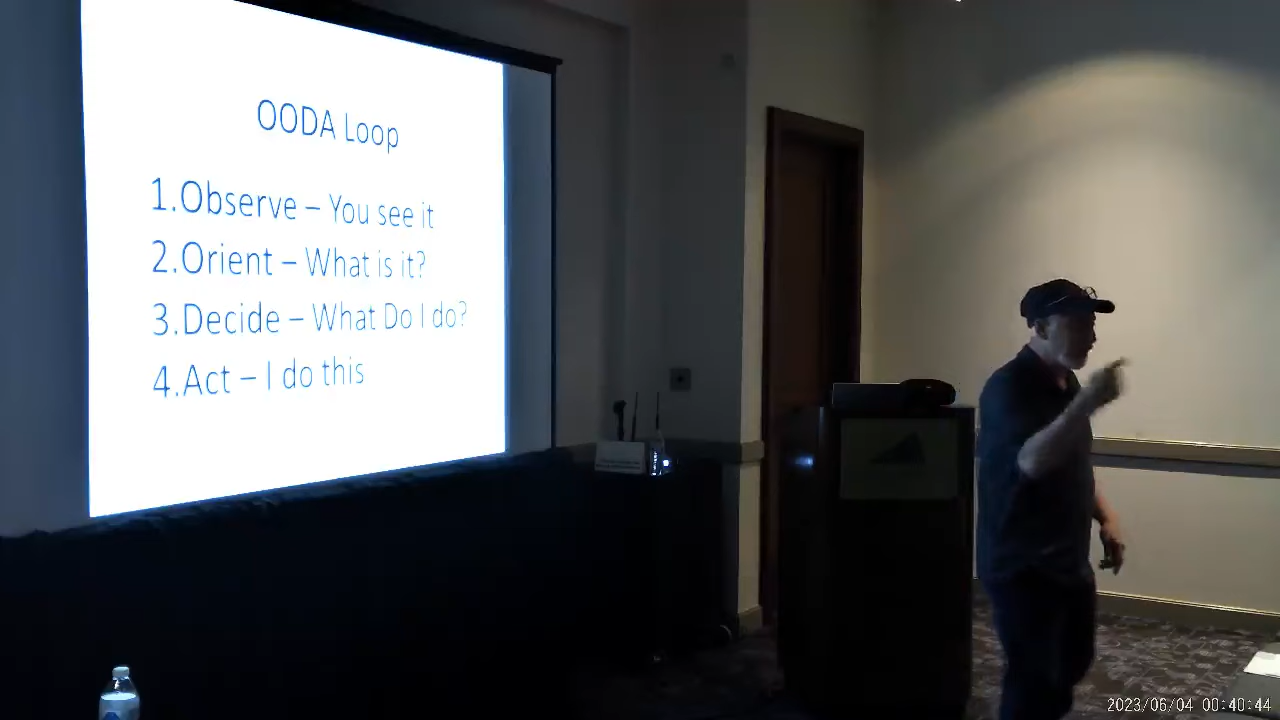 OODA Loop
1.Observe – You see it
2.Orient – What is it?
3.Decide – What Do I do?
4.Act – I do this
2023/06/04 00:40:44